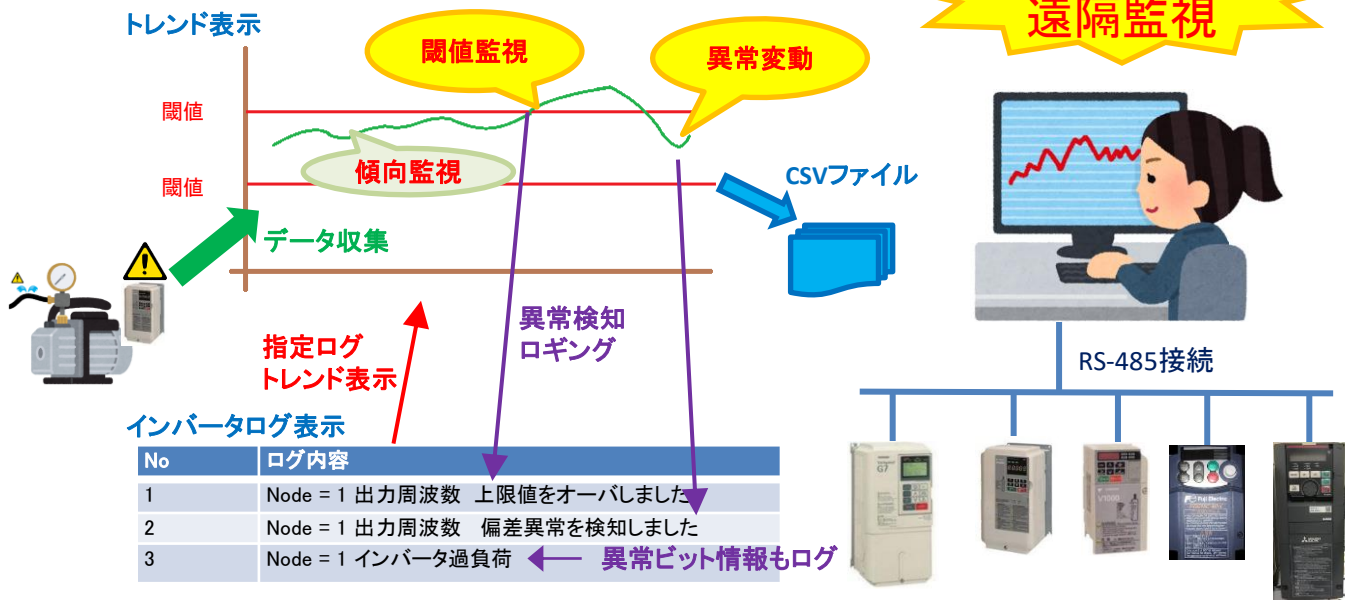 トレンド表示
遠隔監視
閾値監視
異常変動
閾値
傾向監視
閾値
CSVファイル
データ収集
異常検知
ロギング
指定ログ
トレンド表示
RS-485接続
インバータログ表示
No ログ内容
1 Node = 1 出力周波数 上限値をオーバしました
2 Node = 1 出力周波数 偏差異常を検知しました
3 Node = 1 インバータ過負荷
異常ビット情報もログ
G7
V1000
Fuji Electric